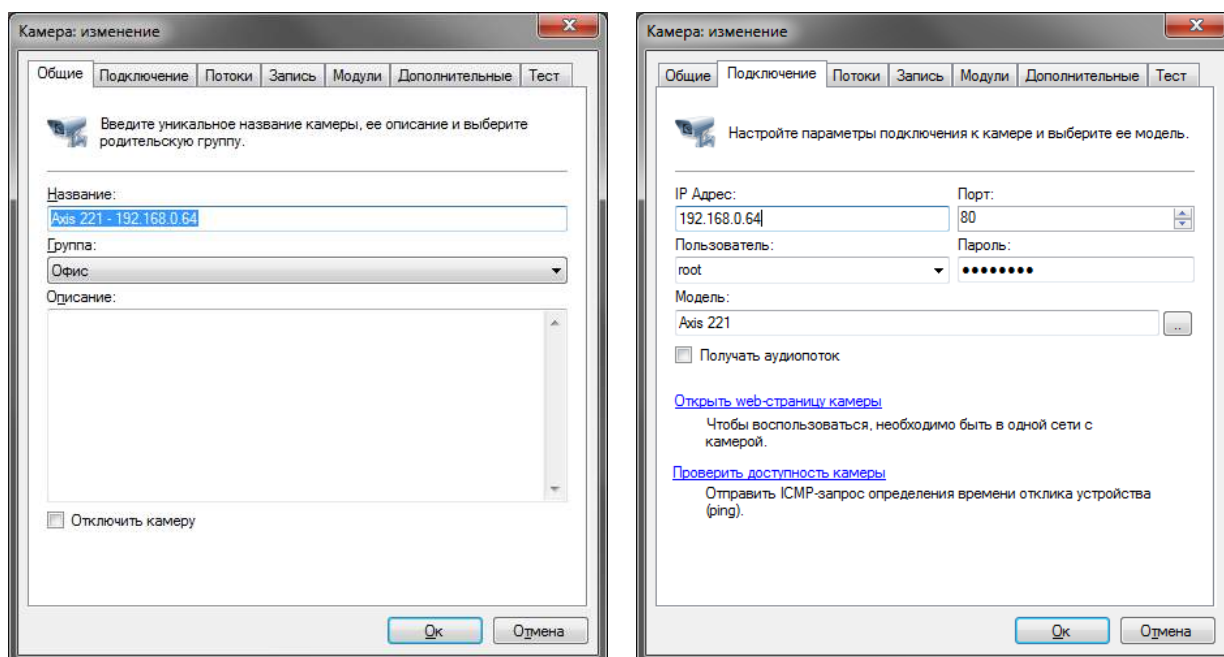 Камера: изменение
Общие Подключение Потоки Запись Модули Дополнительные Тест
Введите уникальное название камеры, ее описание и выберите
родительскую группу.
Название:
Axis 221 - 192.168.0.64
Группа:
Офис
Описание:
Отключить камеру
Ок Отмена
Камера: изменение
Общие Подключение Потоки Запись Модули Дополнительные Тест
Настройте параметры подключения к камере и выберите ее модель.
IP Адрес: Порт:
192.168.0.64 80
Пользователь: Пароль:
root ●●●●●●●●
Модель:
Axis 221 ..
Получать аудиопоток
Открыть web-страницу камеры
Чтобы воспользоваться, необходимо быть в одной сети с
камерой.
Проверить доступность камеры
Отправить ICMP-запрос определения времени отклика устройства
(ping).
Ок Отмена